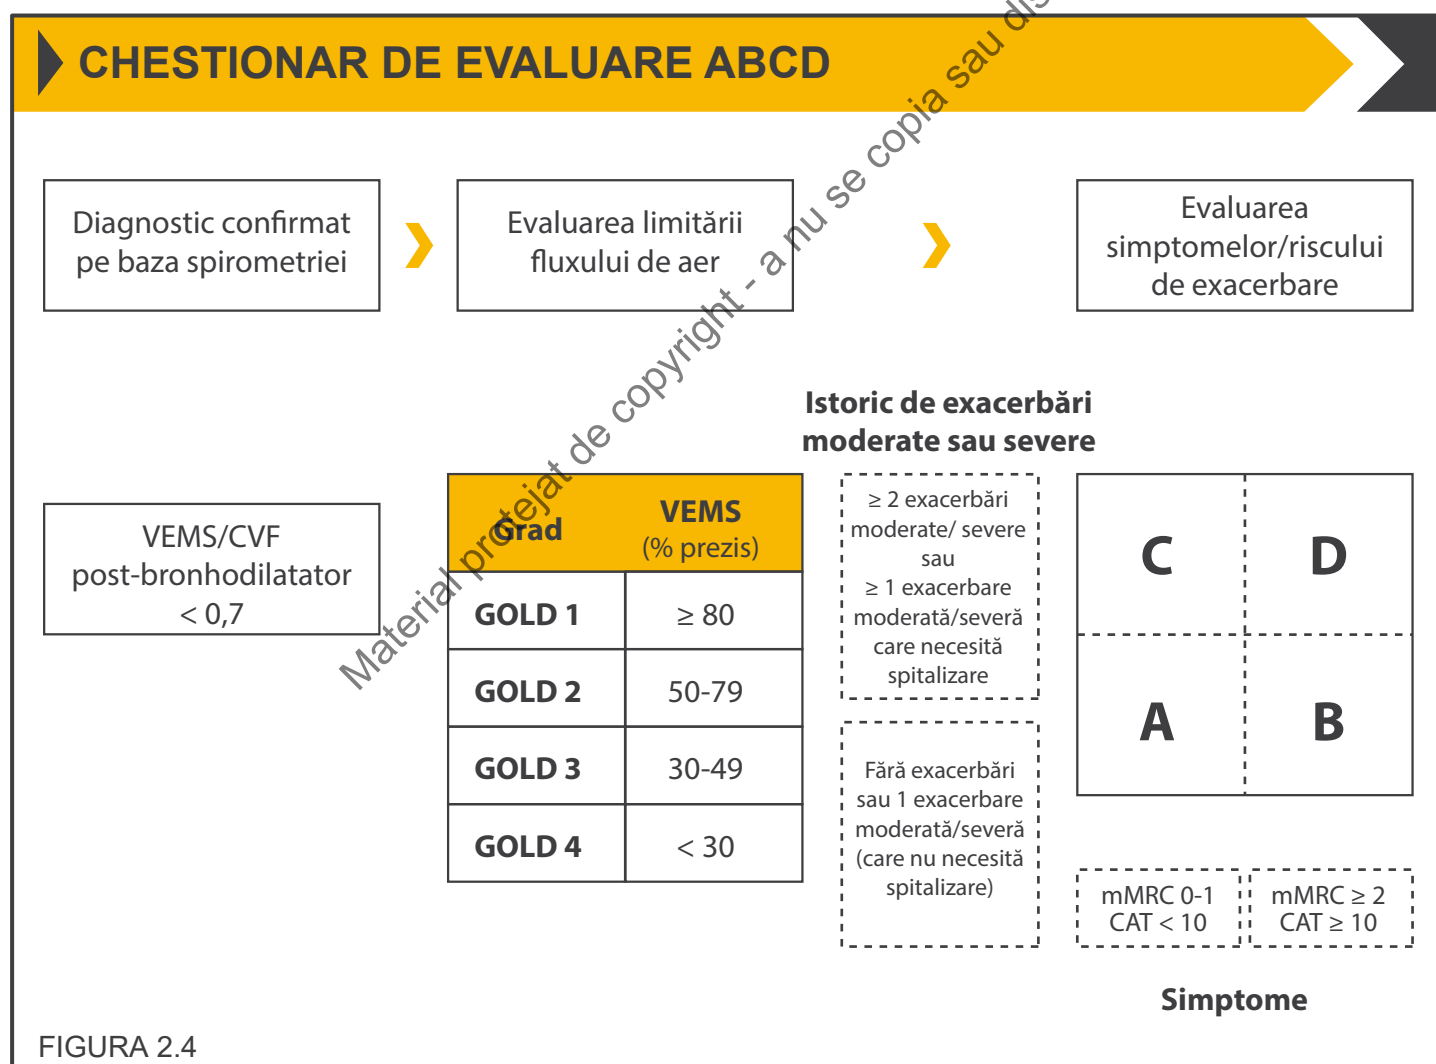 CHESTIONAR DE EVALUARE ABCD
Diagnostic confirmat
pe baza spirometriei
Evaluarea limitării
fluxului de aer
Evaluarea
simptomelor/riscului
de exacerbare
Material protejat de copyright - a nu se copia sau
VEMS/CVF
post-bronhodilatator
< 0,7
Grad
VEMS
(% prezis)
GOLD 1
≥ 80
GOLD 2
50-79
GOLD 3
30-49
GOLD 4
< 30
Istoric de exacerbări
moderate sau severe
≥ 2 exacerbări
moderate/ severe
sau
≥ 1 exacerbare
moderată/severă
care necesită
spitalizare
Fără exacerbări
sau 1 exacerbare
moderată/severă
(care nu necesită
spitalizare)
C
D
A
B
mMRC 0-1
CAT < 10
mMRC ≥ 2
CAT ≥ 10
Simptome
FIGURA 2.4